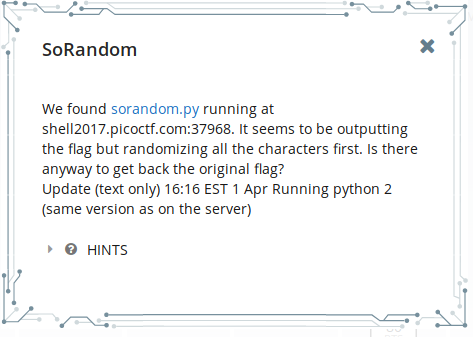 SoRandom
We found sorandom.py running at
shell2017.picoctf.com:37968. It seems to be outputting
the flag but randomizing all the characters first. Is there
anyway to get back the original flag?
Update (text only) 16:16 EST 1 Apr Running python 2
(same version as on the server)
HINTS